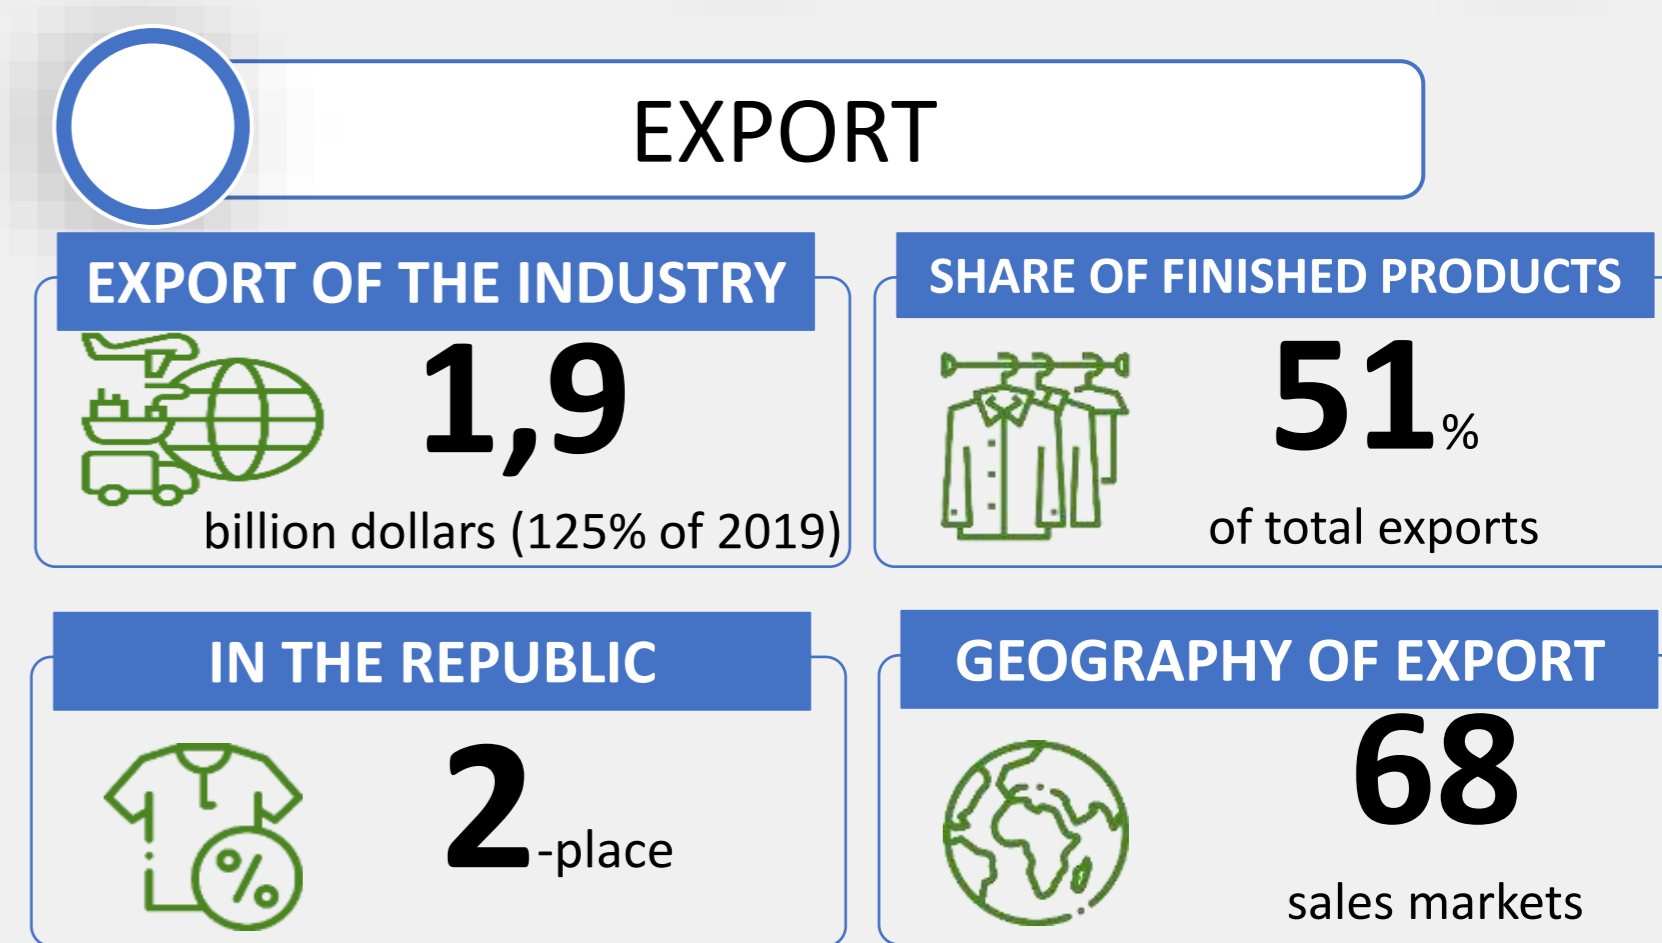 EXPORT
EXPORT OF THE INDUSTRY
1,9
billion dollars (125% of 2019)
SHARE OF FINISHED PRODUCTS
51%
of total exports
IN THE REPUBLIC
2-place
%
GEOGRAPHY OF EXPORT
68
sales markets